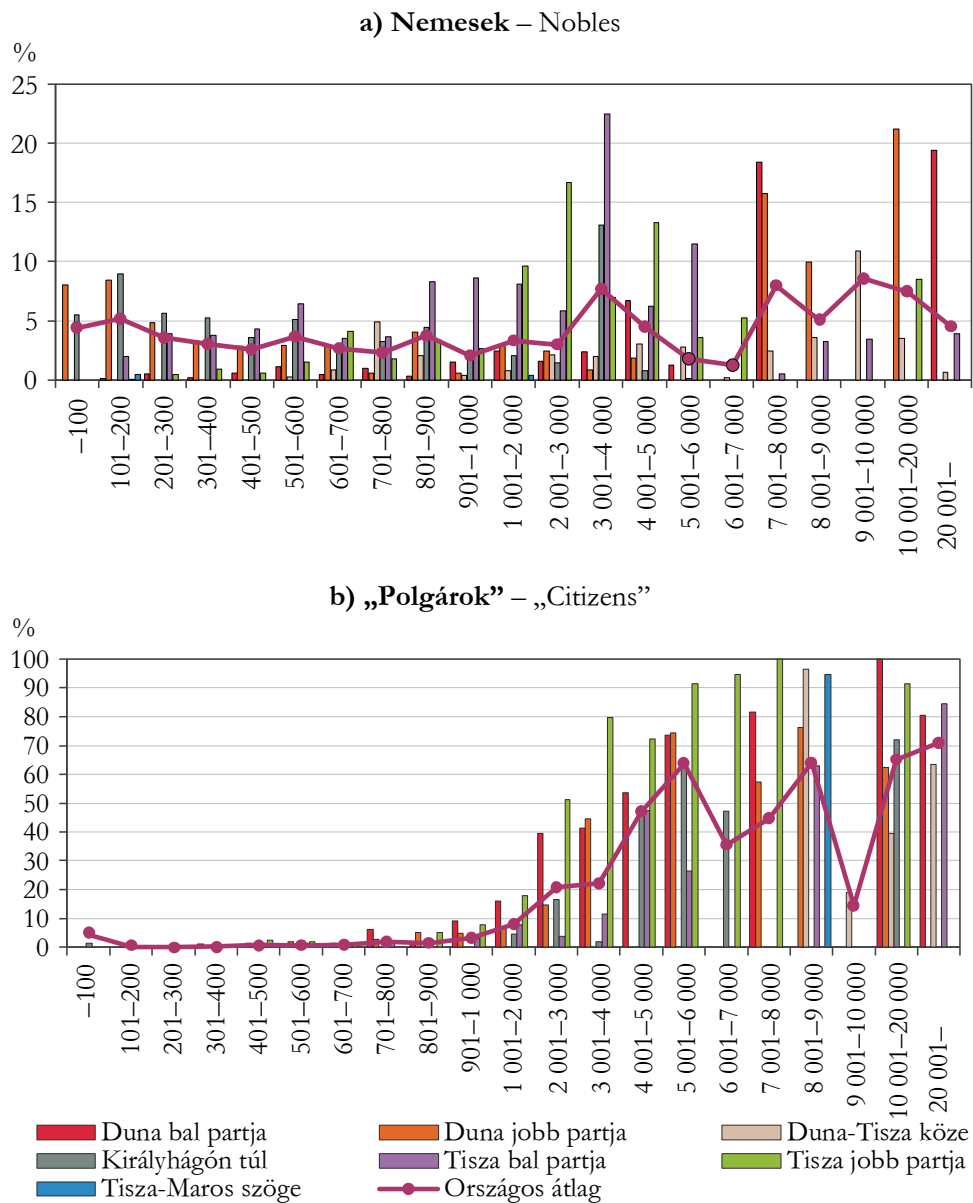 a) Nemesek – Nobles
%
25
20
15
10
5
0
–100
101–200
201–300
301–400
401–500
501–600
601–700
701–800
801–900
901–1 000
1 001–2 000
2 001–3 000
3 001–4 000
4 001–5 000
5 001–6 000
6 001–7 000
7 001–8 000
8 001–9 000
9 001–10 000
10 001–20 000
20 001–
b) „Polgárok” – „Citizens”
%
100
90
80
70
60
50
40
30
20
10
0
–100
101–200
201–300
301–400
401–500
501–600
601–700
701–800
801–900
901–1 000
1 001–2 000
2 001–3 000
3 001–4 000
4 001–5 000
5 001–6 000
6 001–7 000
7 001–8 000
8 001–9 000
9 001–10 000
10 001–20 000
20 001–
Duna bal partja
Duna jobb partja
Duna-Tisza köze
Királyhágón túl
Tisza bal partja
Tisza jobb partja
Tisza-Maros szöge
Országos átlag